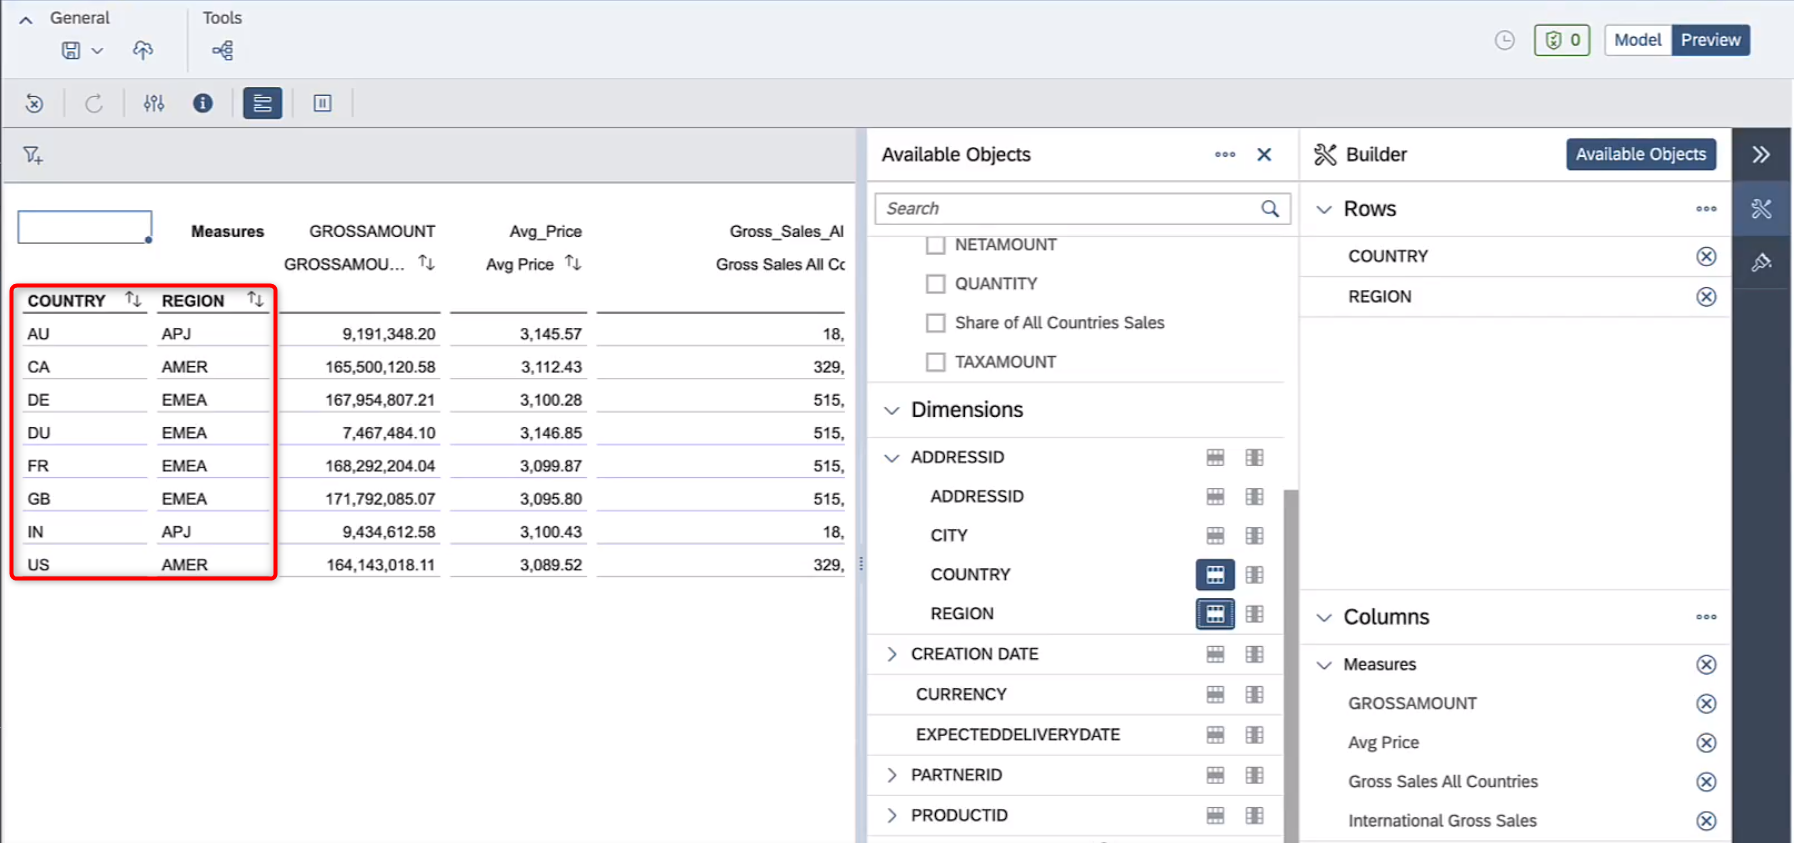 General
Tools
0
Model
Preview
Available Objects
Builder
Available Objects
Search
Rows
Measures
GROSSAMOUNT
Avg_Price
Gross_Sales_Al
GROSSAMOU...
Avg Price
Gross Sales All Cc
COUNTRY
REGION
AU APJ 9,191,348.20 3,145.57 18,
CA AMER 165,500,120.58 3,112.43 329,
DE EMEA 167,954,807.21 3,100.28 515,
DU EMEA 7,467,484.10 3,146.85 515,
FR EMEA 168,292,204.04 3,099.87 515,
GB EMEA 171,792,085.07 3,095.80 515,
IN APJ 9,434,612.58 3,100.43 18,
US AMER 164,143,018.11 3,089.52 329,
NETAMOUNT
QUANTITY
Share of All Countries Sales
TAXAMOUNT
Dimensions
ADDRESSID
ADDRESSID
CITY
COUNTRY
REGION
CREATION DATE
CURRENCY
EXPECTEDDELIVERYDATE
PARTNERID
PRODUCTID
COUNTRY
REGION
Columns
Measures
GROSSAMOUNT
Avg Price
Gross Sales All Countries
International Gross Sales